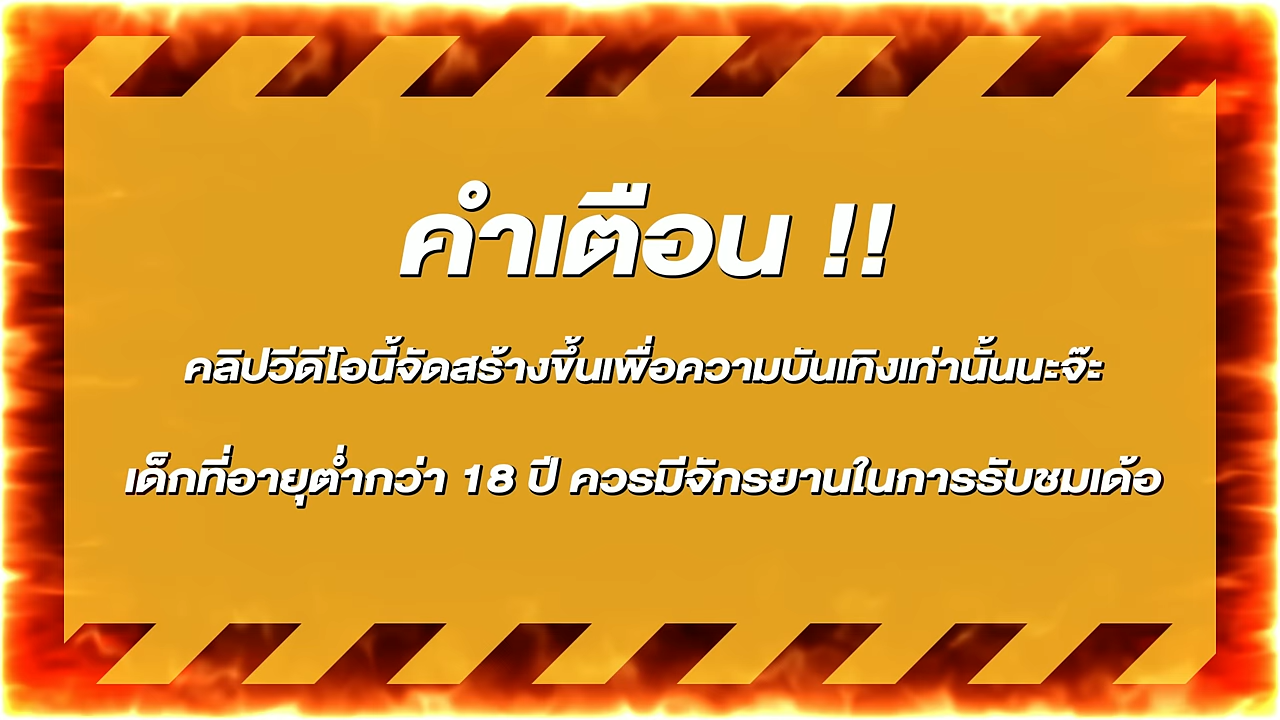 คำเตือน !!
คลิปวีดีโอนี้จัดสร้างขึ้นเพื่อความบันเทิงเท่านั้นนะจ๊ะ
เด็กที่อายุต่ำกว่า 18 ปี ควรมีจักรยานในการรับชมเด้อ